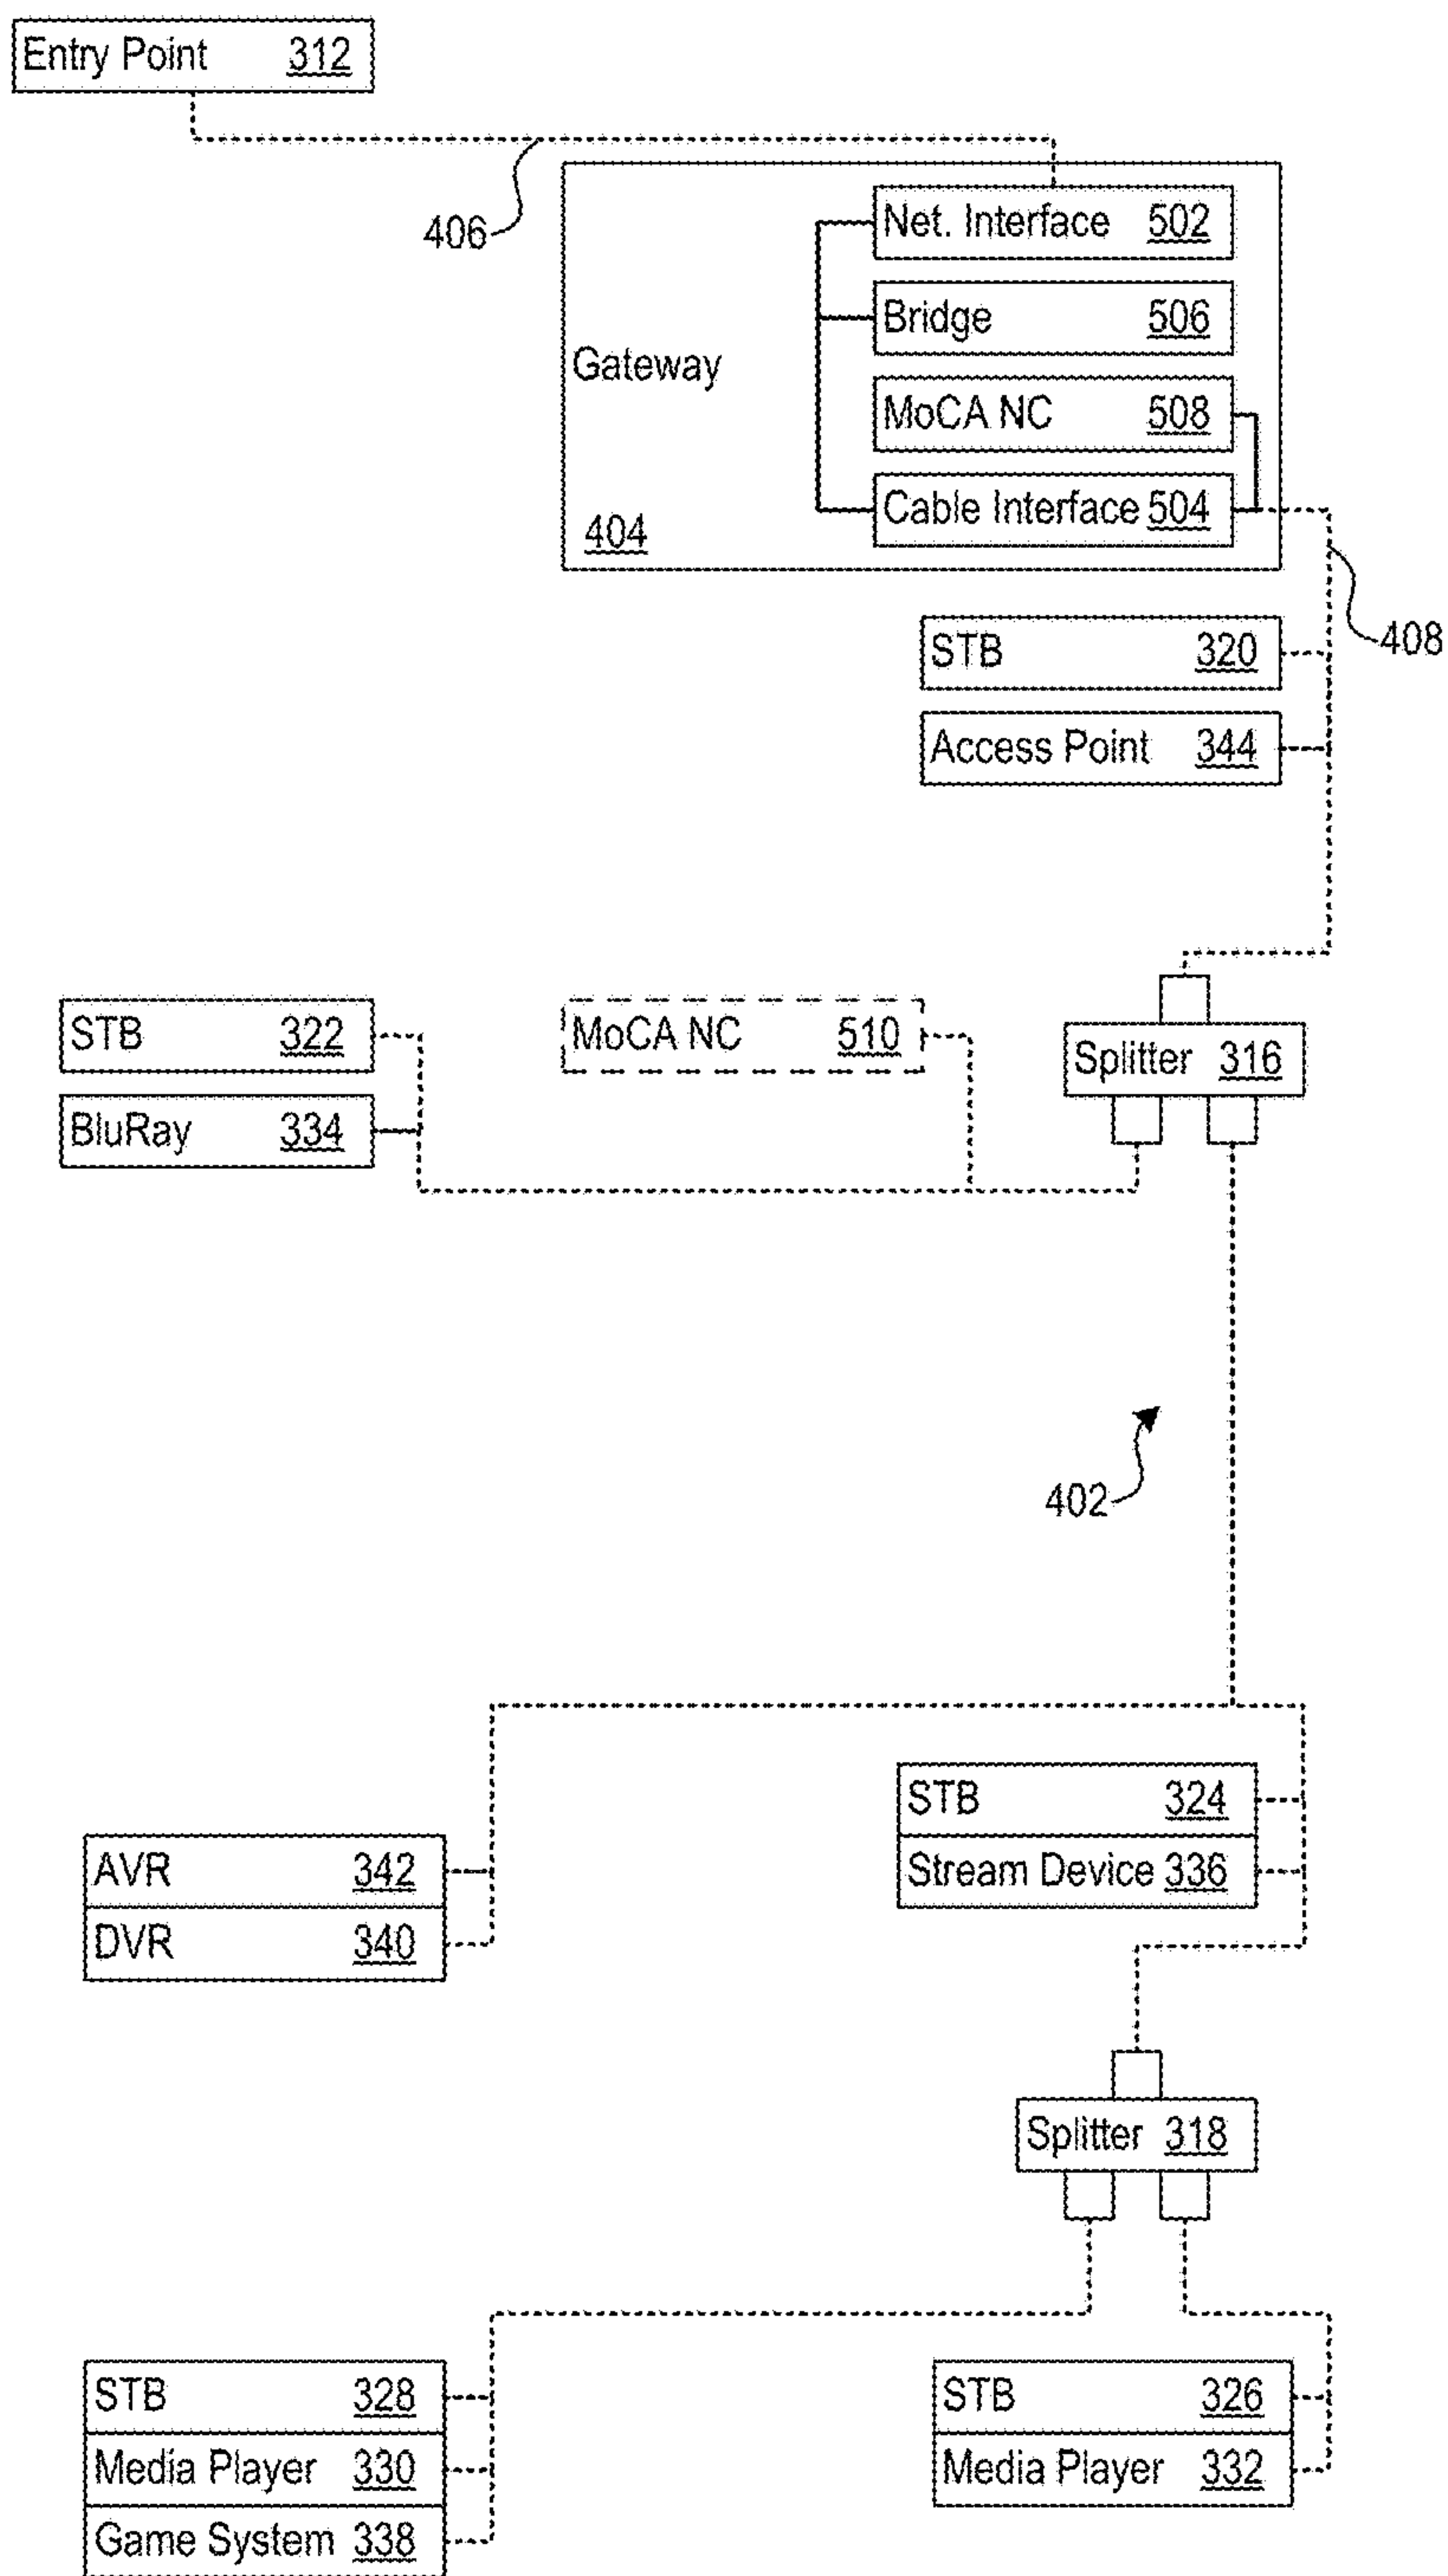 Entry Point 312
406
Net. Interface 502
Bridge 506
Gateway
MoCA NC 508
Cable Interface 504
404
408
STB 320
Access Point 344
STB 322
MoCA NC 510
Splitter 316
BluRay 334
402
STB 324
AVR 342
Stream Device 336
DVR 340
Splitter 318
STB 328
STB 326
Media Player 330
Media Player 332
Game System 338